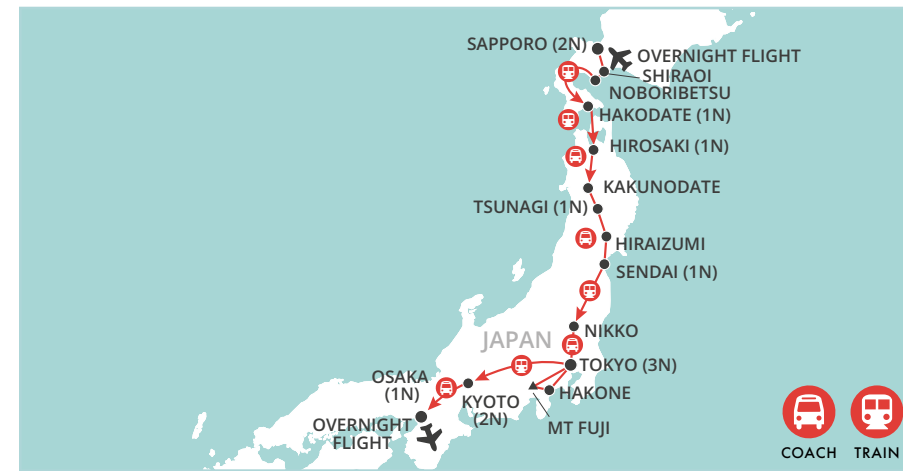 SAPPORO (2N)
OVERNIGHT FLIGHT
SHIRAOI
NOBORIBETSU
HAKODATE (1N)
HIROSAKI (1N)
KAKUNODATE
TSUNAGI (1N)
HIRAIZUMI
SENDAI (1N)
NIKKO
JAPAN
TOKYO (3N)
OSAKA
(1N)
HAKONE
KYOTO
(2N)
MT FUJI
OVERNIGHT
FLIGHT
COACH
TRAIN